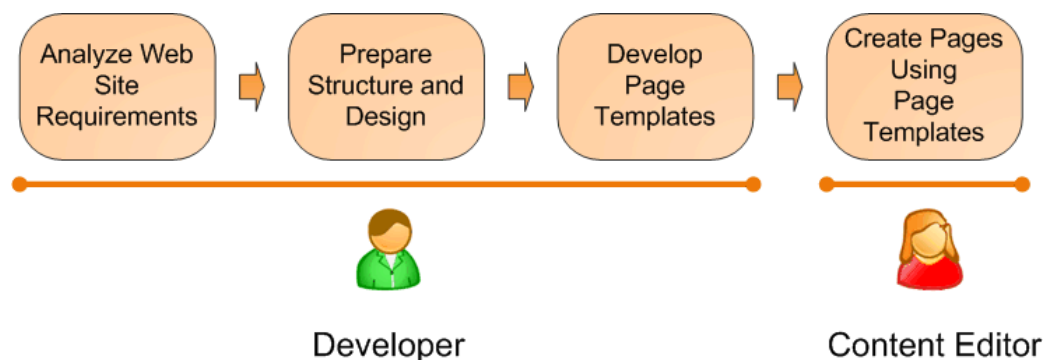 Analyze Web
Site
Requirements
Prepare
Structure and
Design
Develop
Page
Templates
Create Pages
Using
Page
Templates
Developer
Content Editor